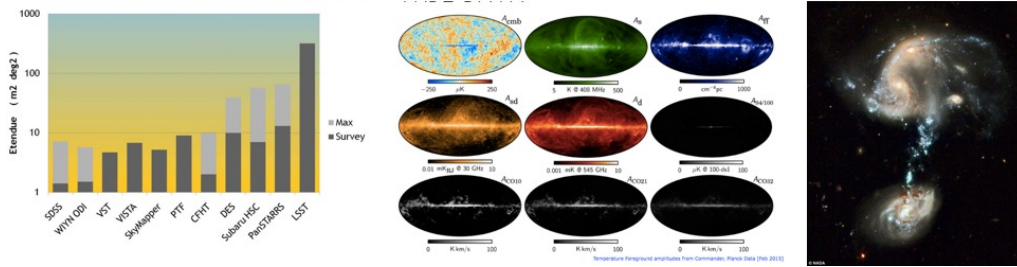 1000
100
10
1
Etendue ( m2 deg2 )
Max
Survey
SDSS
WIYN ODI
VST
VISTA
SkyMapper
PTF
CFHT
DES
Subaru HSC
PanSTARRS
LSST
Acmb
As
Aff
−250 μK 250
5 K @ 408 MHz 500
0 cm⁻⁶pc 1000
Asd
Ad
A94/100
0.01 mK_RJ @ 30 GHz 10
0.001 mK @ 545 GHz 10
0 μK @ 100-ds1 100
ACO10
ACO21
ACO32
0 K·km/s 100
0 K·km/s 100
0 K·km/s 100
Temperature Foreground amplitudes from Commander, Planck Data [Feb 2015]
© NASA